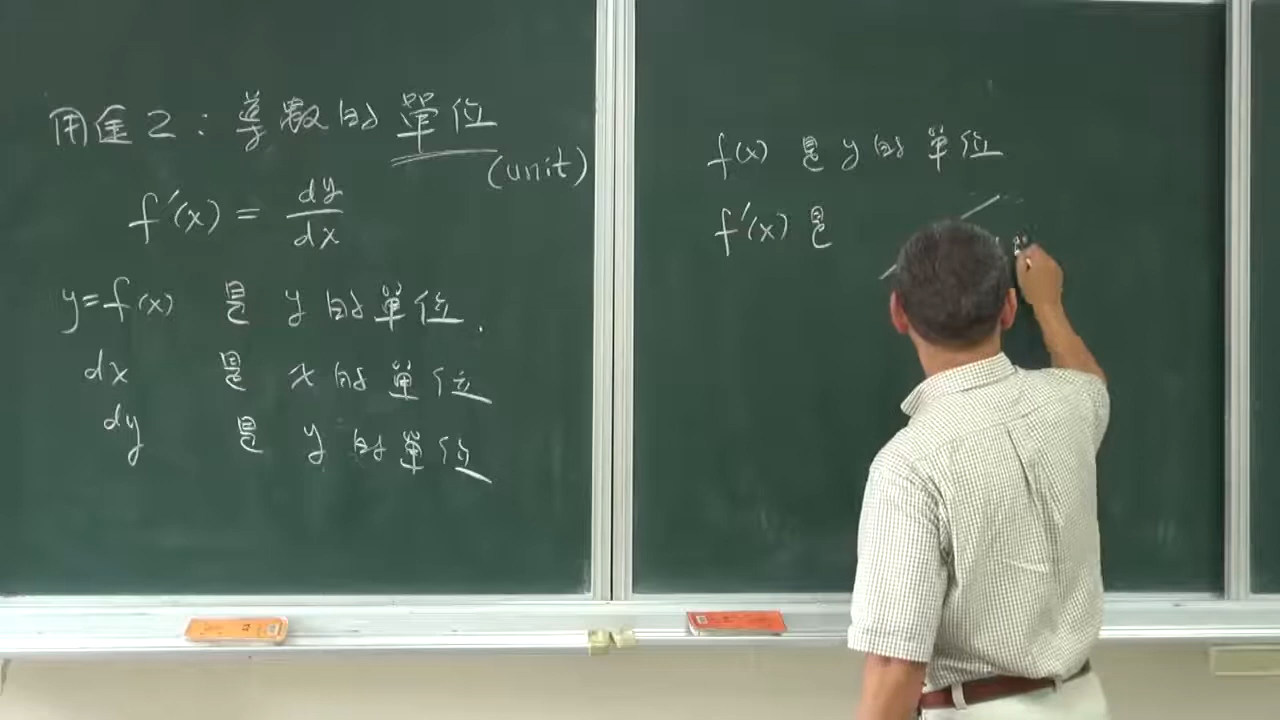 用途2：導數的單位
(unit)
f'(x) = dy/dx
y=f(x) 是 y 的單位.
dx 是 x 的單位
dy 是 y 的單位
f(x) 是 y 的單位
f'(x) 是